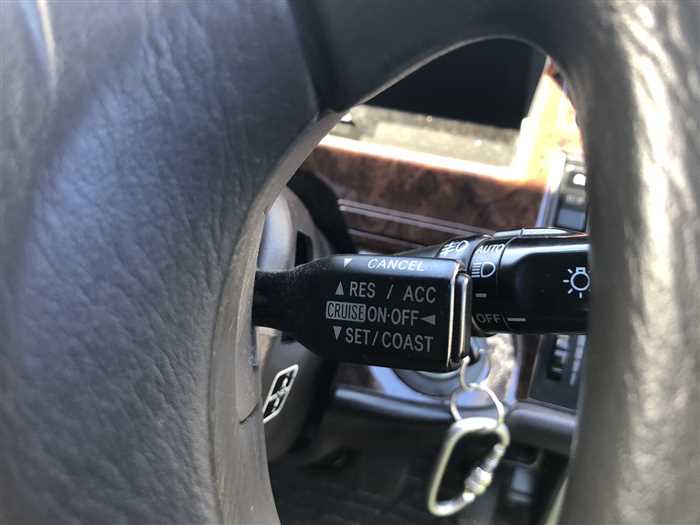 ▼ CANCEL
▲RES / ACC
CRUISE ON·OFF◄
▼SET/COAST
AUTO
OFF